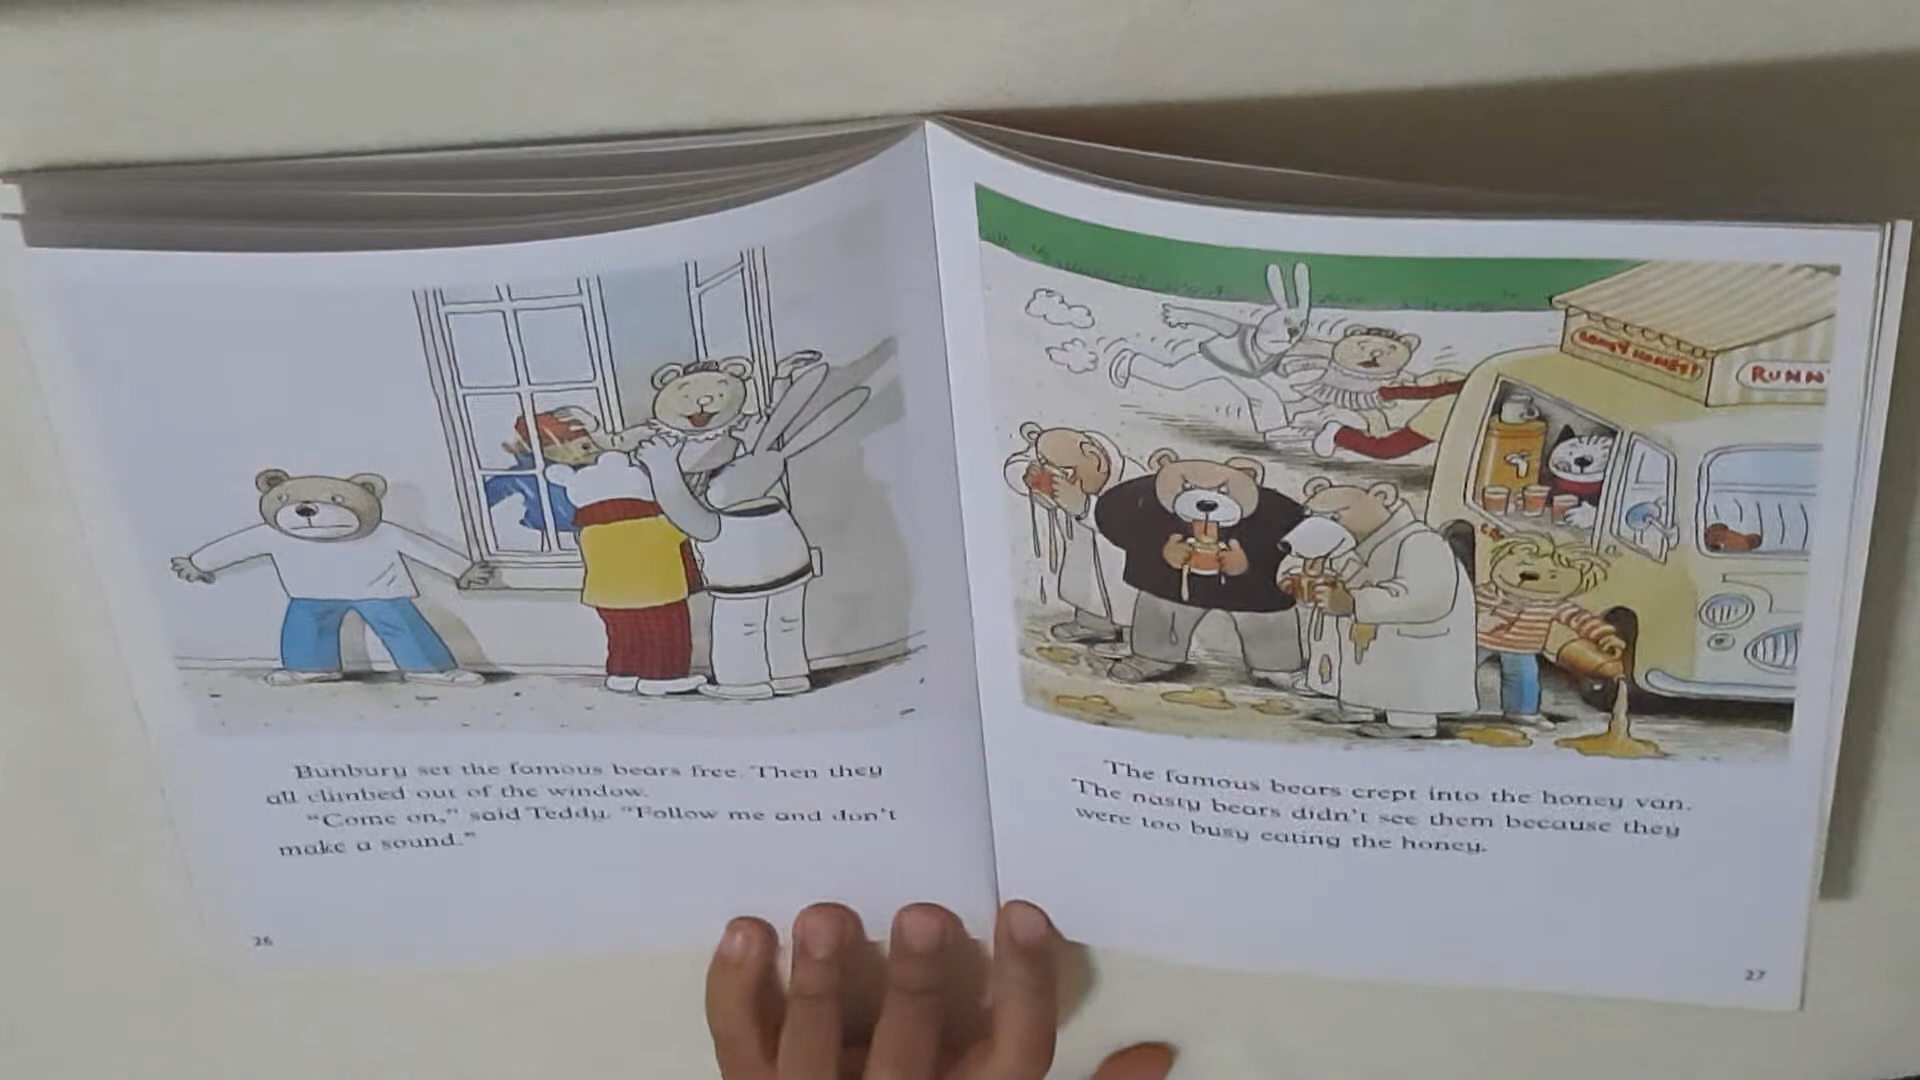 Bunbury set the famous bears free. Then they
all climbed out of the window.
"Come on," said Teddy. "Follow me and don't
make a sound."
26
RUNN
The famous bears crept into the honey van.
The nasty bears didn't see them because they
were too busy eating the honey.
27